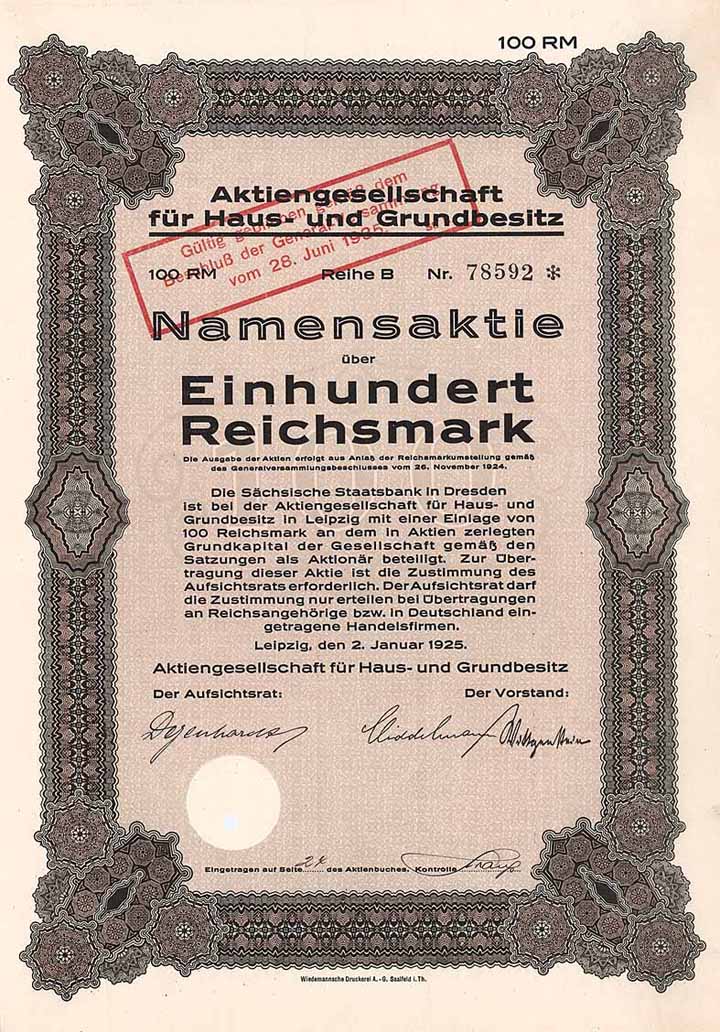 100 RM
Aktiengesellschaft
für Haus- und Grundbesitz
Gültig geblieben gemäß dem
Beschluß der Generalversammlung
vom 28. Juni 1935.
100 RM Reihe B Nr. 78592 *
Namensaktie
über
Einhundert
Reichsmark
Die Ausgabe der Aktien erfolgt aus Anlaß der Reichsmarkumstellung gemäß
des Generalversammlungsbeschlusses vom 26. November 1924.
Die Sächsische Staatsbank in Dresden
ist bei der Aktiengesellschaft für Haus- und
Grundbesitz in Leipzig mit einer Einlage von
100 Reichsmark an dem in Aktien zerlegten
Grundkapital der Gesellschaft gemäß den
Satzungen als Aktionär beteiligt. Zur Über-
tragung dieser Aktie ist die Zustimmung des
Aufsichtsrats erforderlich. Der Aufsichtsrat darf
die Zustimmung nur erteilen bei Übertragungen
an Reichsangehörige bzw. in Deutschland ein-
getragene Handelsfirmen.
Leipzig, den 2. Januar 1925.
Aktiengesellschaft für Haus- und Grundbesitz
Der Aufsichtsrat: Der Vorstand:
Eingetragen auf Seite 24 des Aktienbuches. Kontrolle
Wiedemannsche Druckerei A.-G. Saalfeld i. Th.